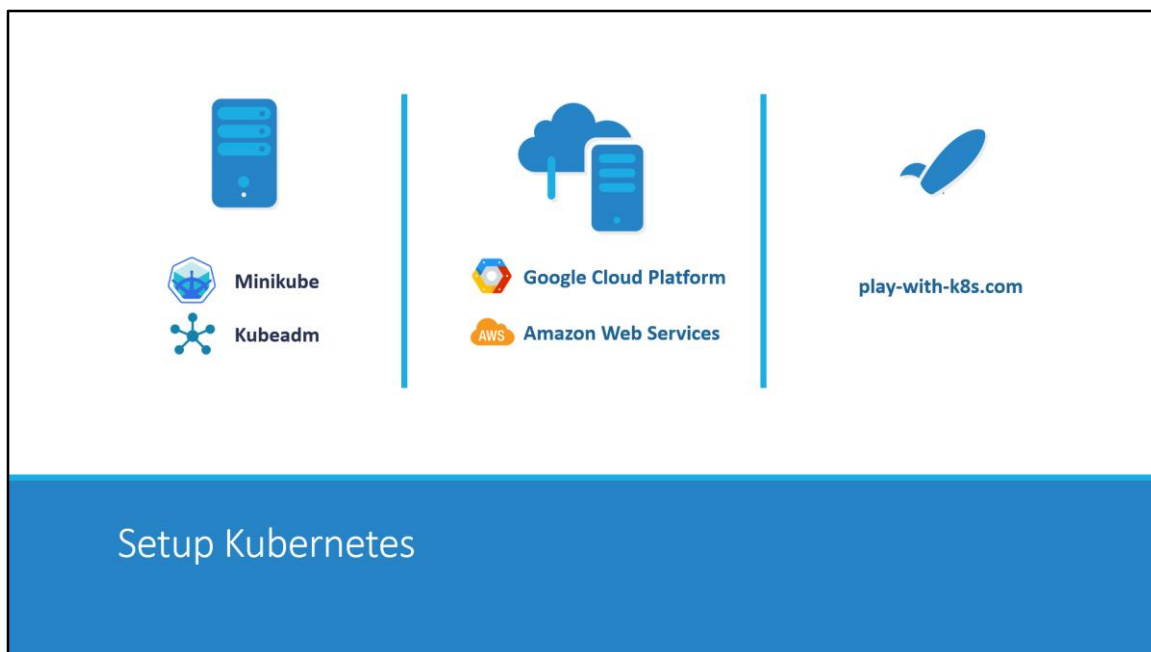 Minikube
Kubeadm
Google Cloud Platform
AWS
Amazon Web Services
play-with-k8s.com
Setup Kubernetes